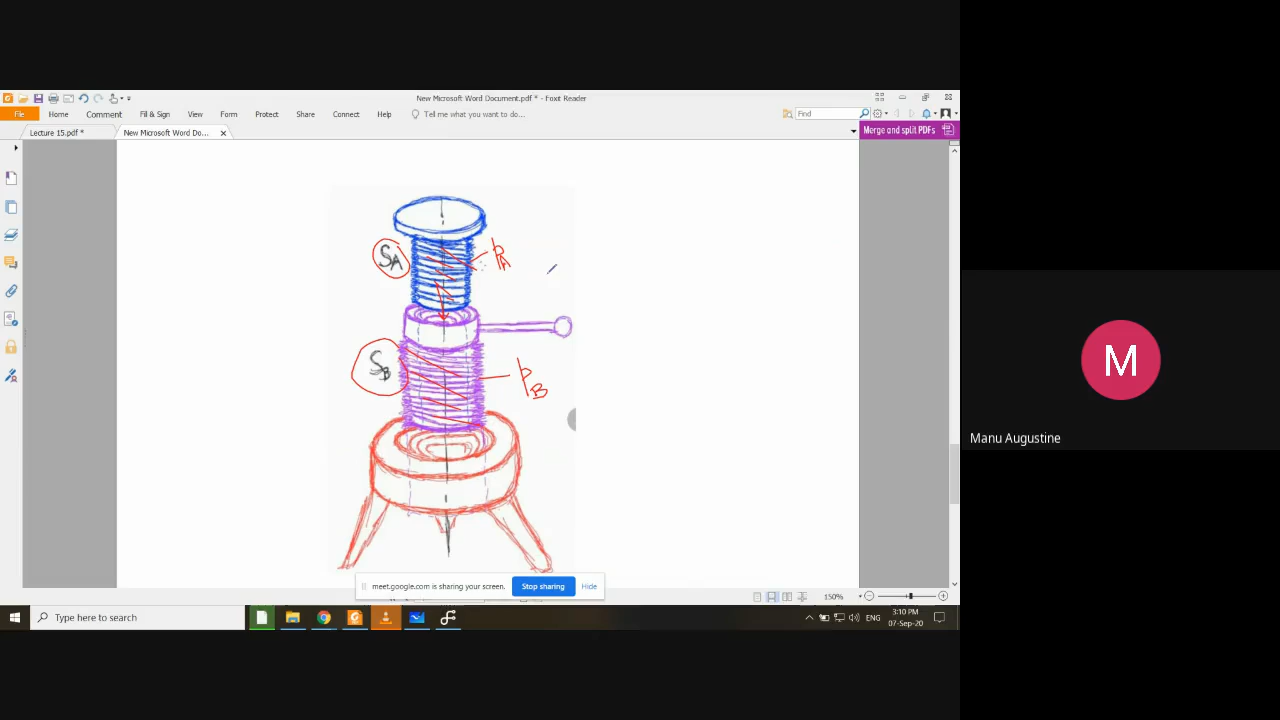 New Microsoft Word Document.pdf * - Foxit Reader
File Home Comment Fill & Sign View Form Protect Share Connect Help Tell me what you want to do... Find
Lecture 15.pdf * New Microsoft Word Do... Merge and split PDFs
SA
pA
SB
pB
M
Manu Augustine
meet.google.com is sharing your screen. Stop sharing Hide
150%
Type here to search
ENG
3:10 PM
07-Sep-20